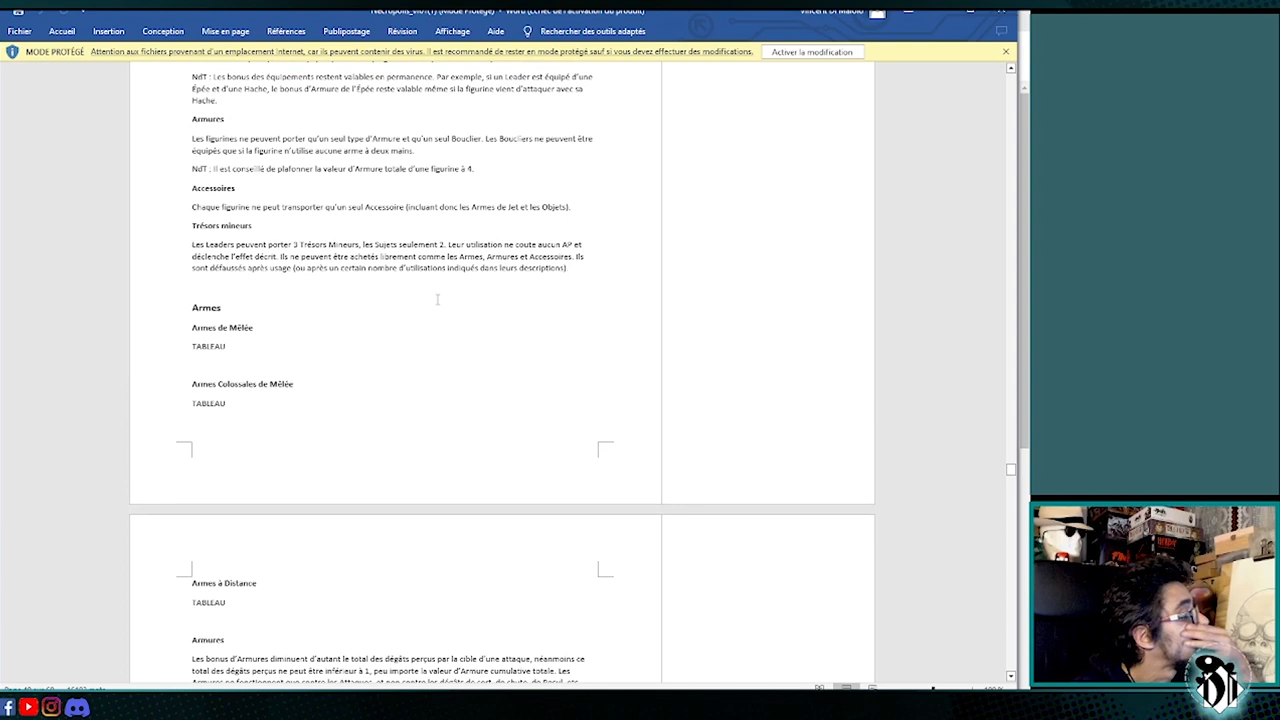 Necropolis_vf01(1) (Mode Protégé) - Word (Échec de l'activation du produit)
Vincent Di Maiolo
Fichier Accueil Insertion Conception Mise en page Références Publipostage Révision Affichage Aide Rechercher des outils adaptés
MODE PROTÉGÉ Attention aux fichiers provenant d'un emplacement Internet, car ils peuvent contenir des virus. Il est recommandé de rester en mode protégé sauf si vous devez effectuer des modifications. Activer la modification
NdT : Les bonus des équipements restent valables en permanence. Par exemple, si un Leader est équipé d'une
Épée et d'une Hache, le bonus d'Armure de l'Épée reste valable même si la figurine vient d'attaquer avec sa
Hache.
Armures
Les figurines ne peuvent porter qu'un seul type d'Armure et qu'un seul Bouclier. Les Boucliers ne peuvent être
équipés que si la figurine n'utilise aucune arme à deux mains.
NdT : Il est conseillé de plafonner la valeur d'Armure totale d'une figurine à 4.
Accessoires
Chaque figurine ne peut transporter qu'un seul Accessoire (incluant donc les Armes de Jet et les Objets).
Trésors mineurs
Les Leaders peuvent porter 3 Trésors Mineurs, les Sujets seulement 2. Leur utilisation ne coute aucun AP et
déclenche l'effet décrit. Ils ne peuvent être achetés librement comme les Armes, Armures et Accessoires. Ils
sont défaussés après usage (ou après un certain nombre d'utilisations indiqués dans leurs descriptions).
Armes
Armes de Mêlée
TABLEAU
Armes Colossales de Mêlée
TABLEAU
Armes à Distance
TABLEAU
Armures
Les bonus d'Armures diminuent d'autant le total des dégâts perçus par la cible d'une attaque, néanmoins ce
total des dégâts perçus ne peut être inférieur à 1, peu importe la valeur d'Armure cumulative totale. Les